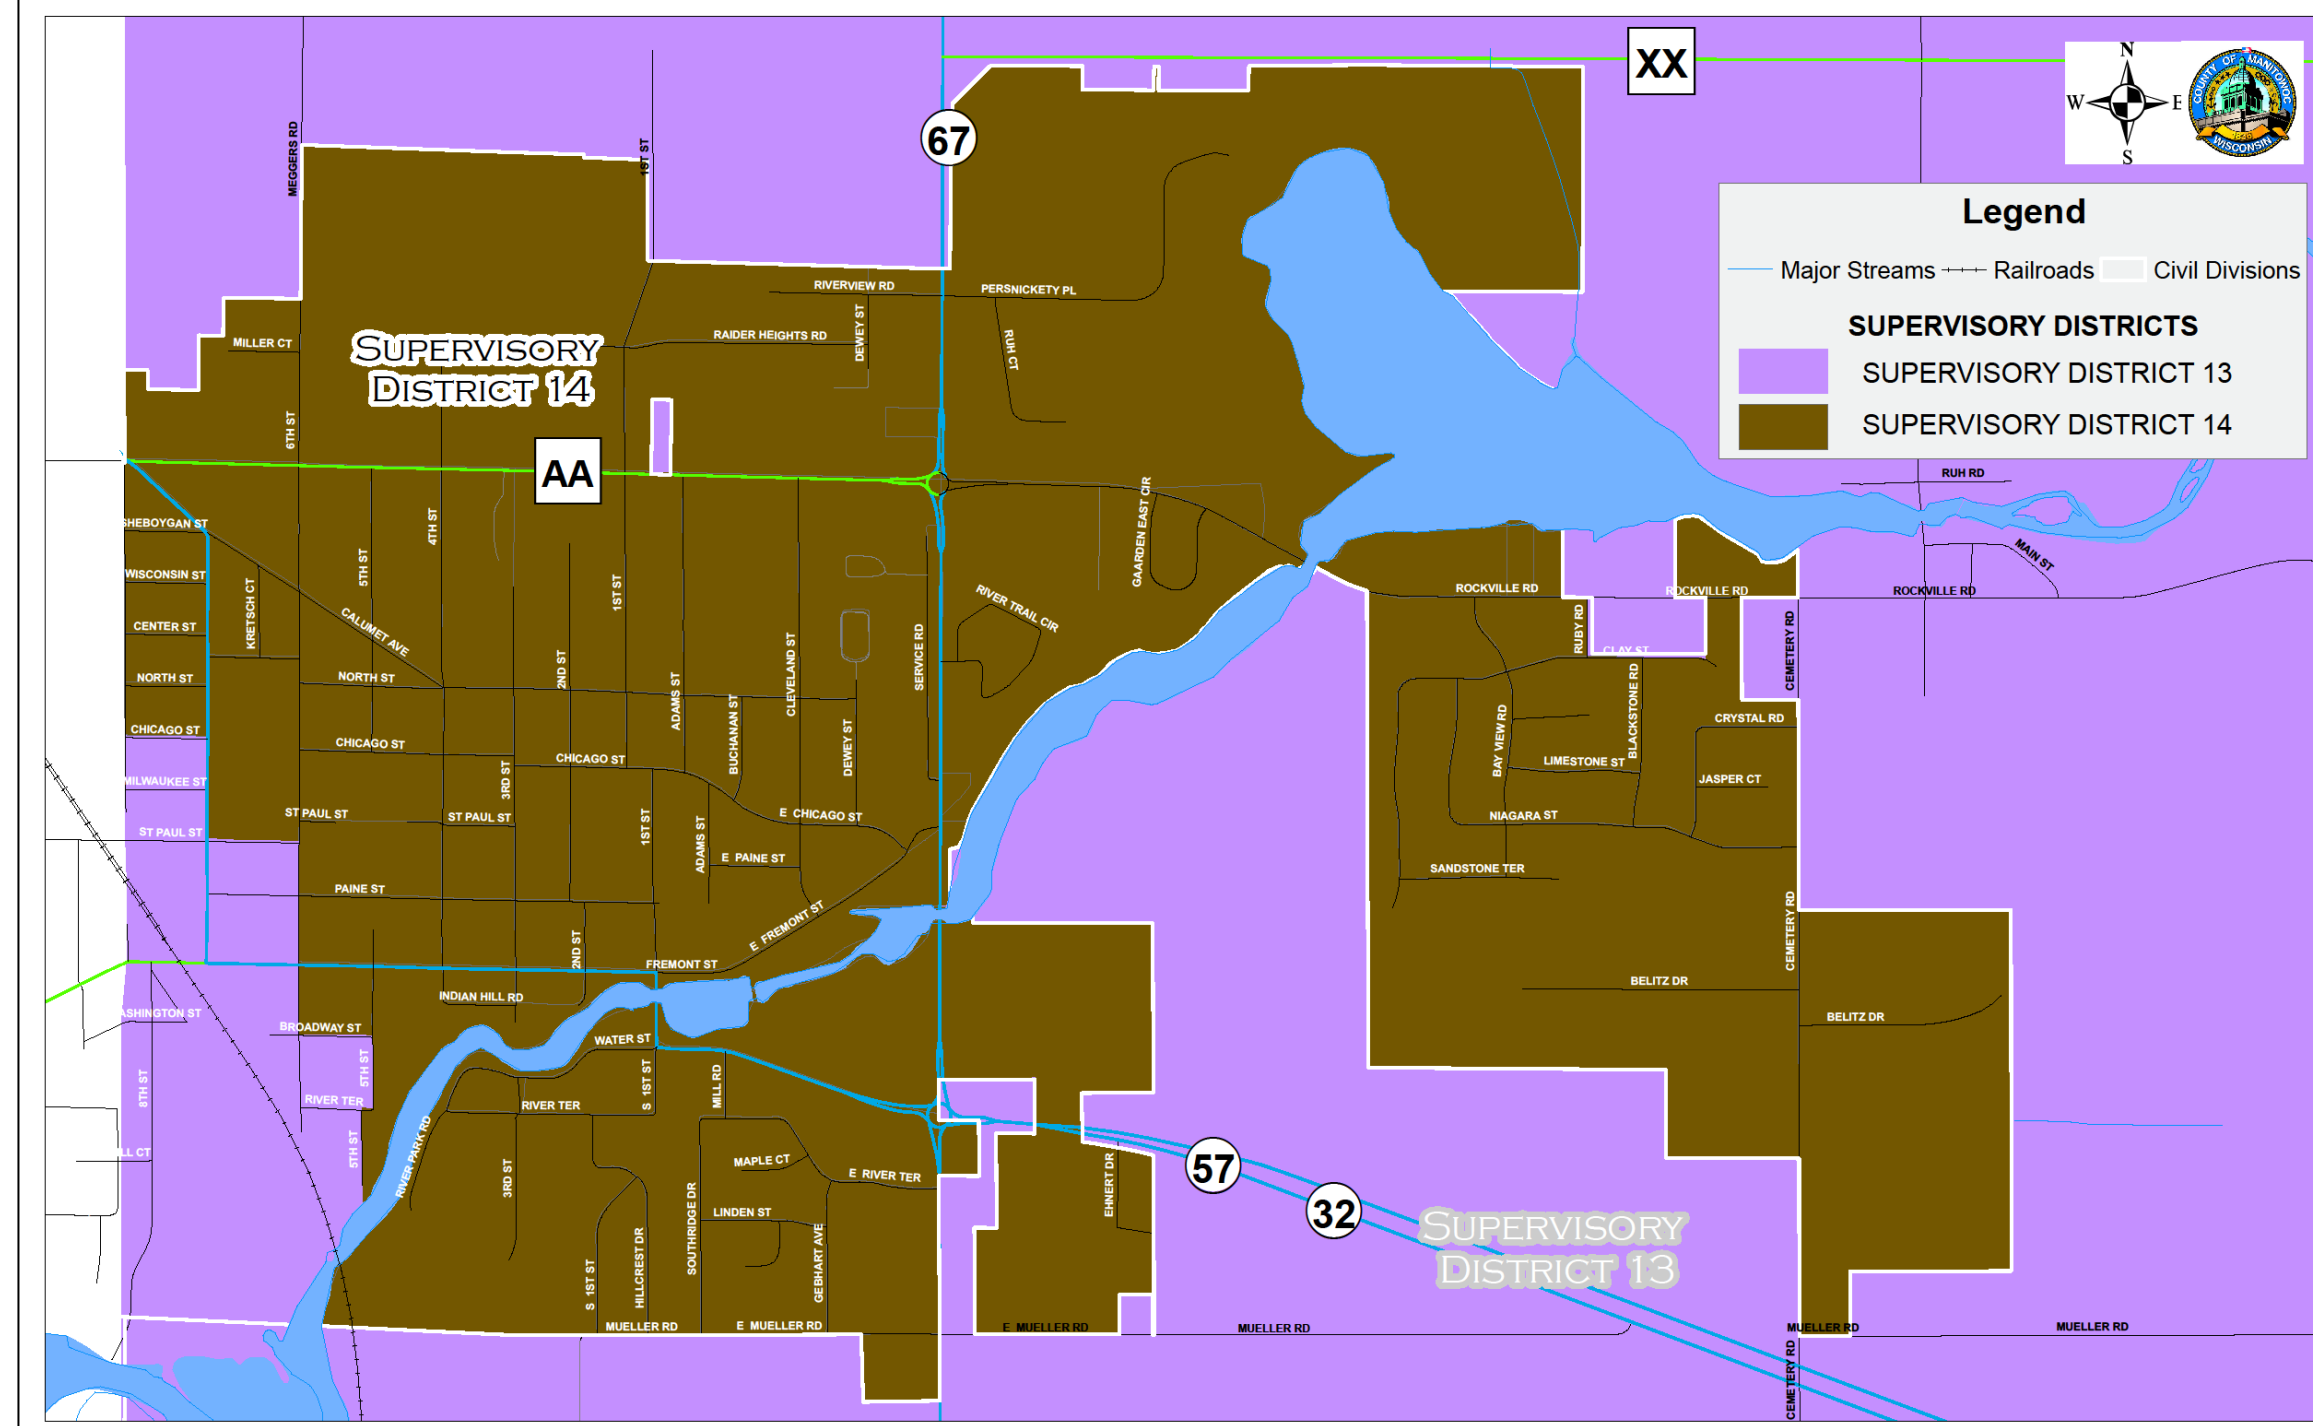 XX
N
W E
S
COUNTY OF MANITOWOC
WISCONSIN
67
MEGGERS RD
1ST ST
Legend
Major Streams
Railroads
Civil Divisions
SUPERVISORY DISTRICTS
SUPERVISORY DISTRICT 13
SUPERVISORY DISTRICT 14
RIVERVIEW RD
PERSNICKETY PL
MILLER CT
SUPERVISORY
DISTRICT 14
RAIDER HEIGHTS RD
DEWEY ST
RUH CT
6TH ST
AA
RUH RD
SHEBOYGAN ST
4TH ST
GAARDEN EAST CIR
MAIN ST
WISCONSIN ST
5TH ST
1ST ST
KRETSCH CT
CALUMET AVE
RIVER TRAIL CIR
ROCKVILLE RD
ROCKVILLE RD
ROCKVILLE RD
CENTER ST
RUBY RD
CLAY ST
CEMETERY RD
NORTH ST
NORTH ST
2ND ST
ADAMS ST
BUCHANAN ST
CLEVELAND ST
SERVICE RD
BAY VIEW RD
BLACKSTONE RD
CRYSTAL RD
CHICAGO ST
CHICAGO ST
CHICAGO ST
DEWEY ST
LIMESTONE ST
JASPER CT
MILWAUKEE ST
3RD ST
ST PAUL ST
ST PAUL ST
ST PAUL ST
1ST ST
ADAMS ST
E CHICAGO ST
NIAGARA ST
E PAINE ST
SANDSTONE TER
PAINE ST
E FREMONT ST
CEMETERY RD
2ND ST
FREMONT ST
BELITZ DR
INDIAN HILL RD
BELITZ DR
ASHINGTON ST
BROADWAY ST
WATER ST
8TH ST
5TH ST
S 1ST ST
MILL RD
RIVER TER
RIVER TER
5TH ST
RIVER PARK RD
LL CT
3RD ST
MAPLE CT
E RIVER TER
EHNERT DR
57
32
SOUTHRIDGE DR
LINDEN ST
SUPERVISORY
DISTRICT 13
S 1ST ST
HILLCREST DR
GEBHART AVE
MUELLER RD
E MUELLER RD
E MUELLER RD
MUELLER RD
MUELLER RD
MUELLER RD
CEMETERY RD